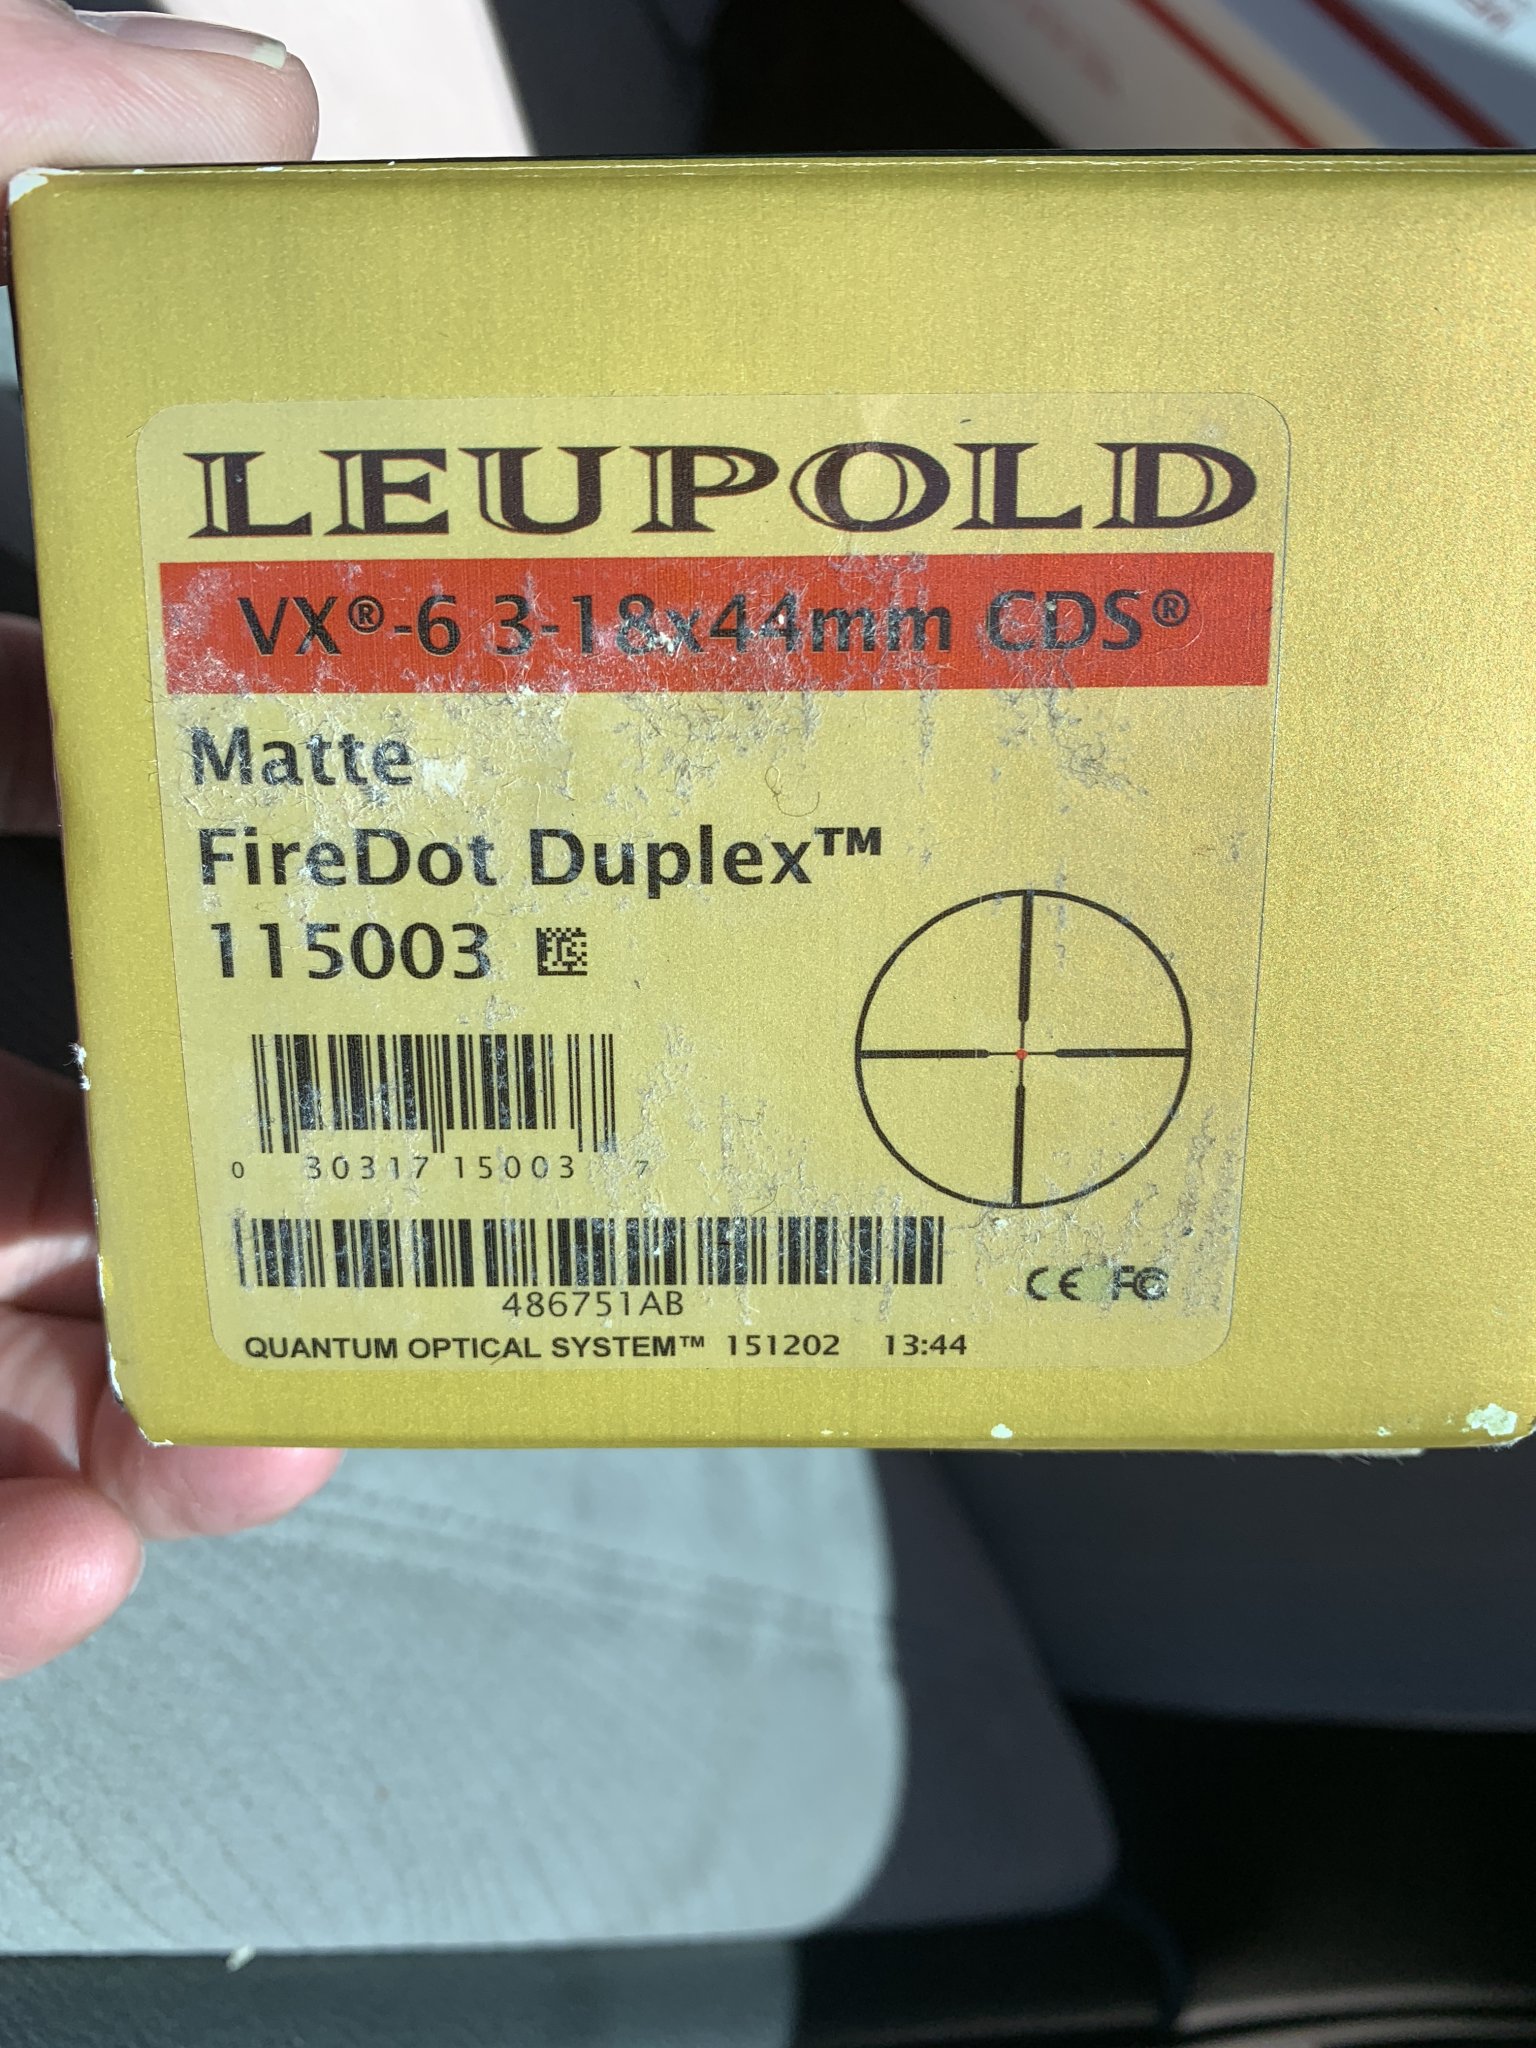 LEUPOLD
VX®-6 3-18x44mm CDS®
Matte
FireDot Duplex™
115003
0 30317 15003 7
486751AB
CE FC
QUANTUM OPTICAL SYSTEM™ 151202 13:44